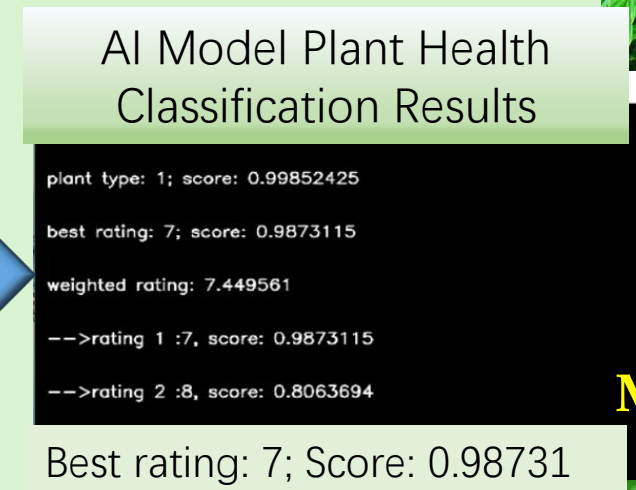 AI Model Plant Health
Classification Results
plant type: 1; score: 0.99852425
best rating: 7; score: 0.9873115
weighted rating: 7.449561
-->rating 1 :7, score: 0.9873115
-->rating 2 :8, score: 0.8063694
Best rating: 7; Score: 0.98731